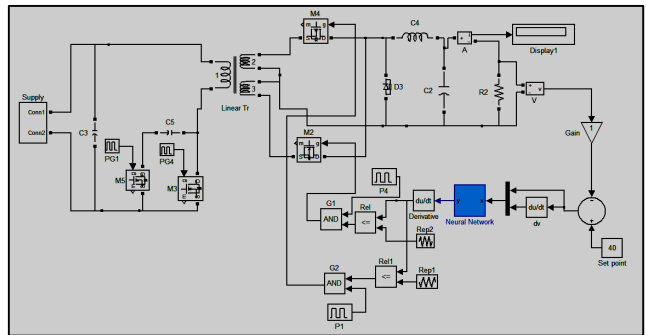 M4
C4
A
Display1
1
2
3
Linear Tr
Supply
Conn1
Conn2
C3
C5
D3
C2
R2
V
v
Gain
1
PG1
PG4
M5
M3
M2
g
m
S
D
P4
G1
AND
Rel
<=
du/dt
Derivative
Rep2
y
x
Neural Network
du/dt
dv
40
Set point
G2
AND
Rel1
<=
Rep1
P1